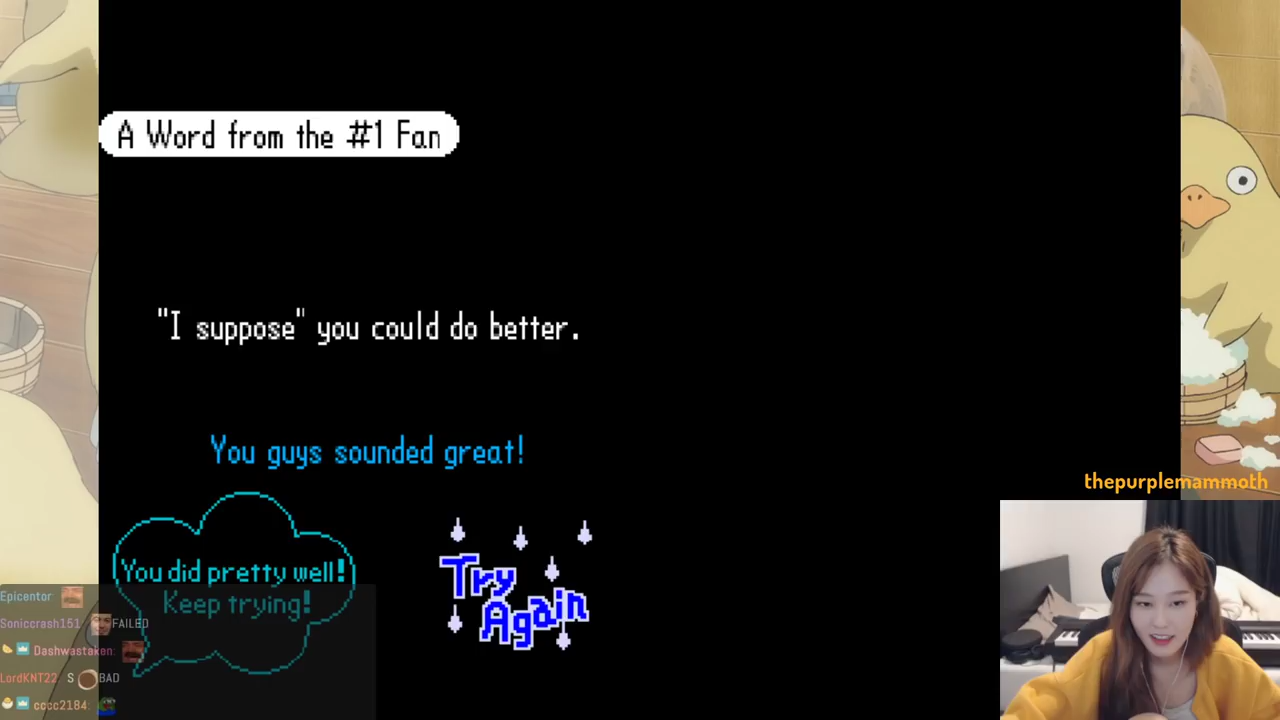 A Word from the #1 Fan
"I suppose" you could do better.
You guys sounded great!
You did pretty well!
Keep trying!
Try
Again
thepurplemammoth
Epicentor
Soniccrash151 FAILED
Dashwastaken:
LordKNT22: S BAD
cccc2184: